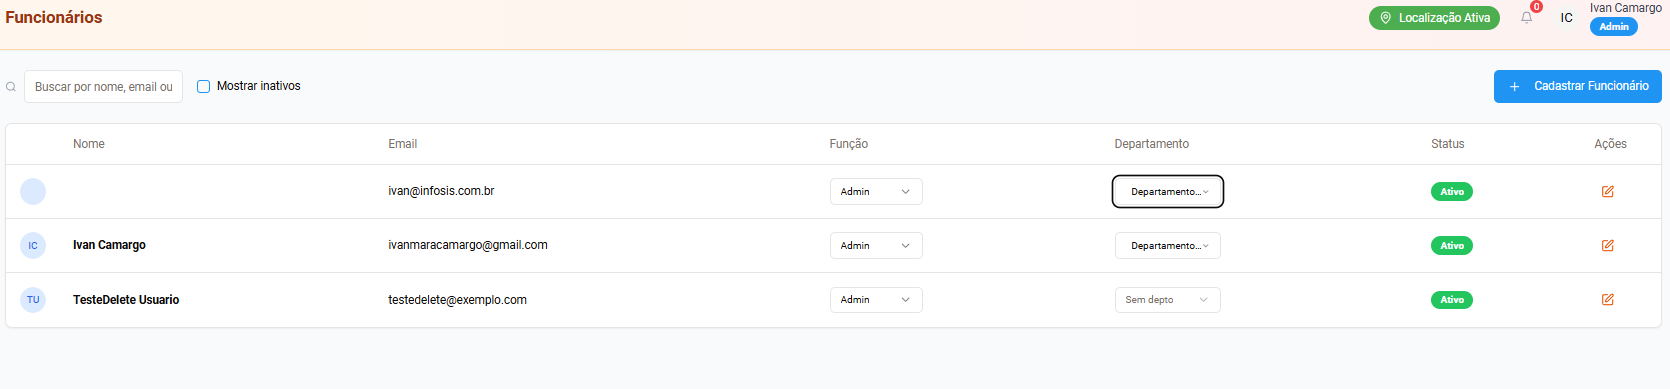 Funcionários
Localização Ativa
0
IC
Ivan Camargo
Admin
Buscar por nome, email ou
Mostrar inativos
+ Cadastrar Funcionário
Nome Email Função Departamento Status Ações
ivan@infosis.com.br Admin Departamento... Ativo
IC Ivan Camargo ivanmaracamargo@gmail.com Admin Departamento... Ativo
TU TesteDelete Usuario testedelete@exemplo.com Admin Sem depto Ativo